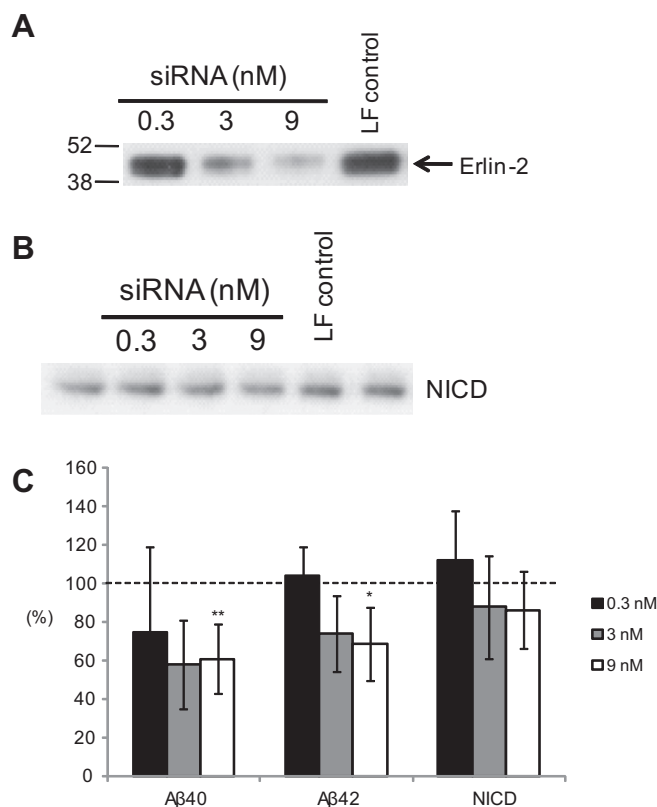 A
siRNA (nM)
0.3 3 9
LF control
52
38
Erlin-2
B
siRNA (nM)
0.3 3 9
LF control
NICD
C
160
140
120
100
80
60
40
20
0
(%)
**
*
0.3 nM
3 nM
9 nM
Aβ40 Aβ42 NICD